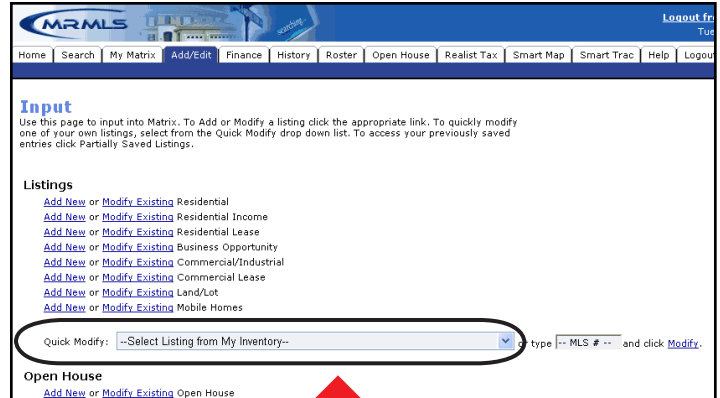 MRMLS
searching...
Logout fr
Tue
Home Search My Matrix Add/Edit Finance History Roster Open House Realist Tax Smart Map Smart Trac Help Logout
Input
Use this page to input into Matrix. To Add or Modify a listing click the appropriate link. To quickly modify
one of your own listings, select from the Quick Modify drop down list. To access your previously saved
entries click Partially Saved Listings.
Listings
Add New or Modify Existing Residential
Add New or Modify Existing Residential Income
Add New or Modify Existing Residential Lease
Add New or Modify Existing Business Opportunity
Add New or Modify Existing Commercial/Industrial
Add New or Modify Existing Commercial Lease
Add New or Modify Existing Land/Lot
Add New or Modify Existing Mobile Homes
Quick Modify: --Select Listing from My Inventory-- or type -- MLS # -- and click Modify.
Open House
Add New or Modify Existing Open House